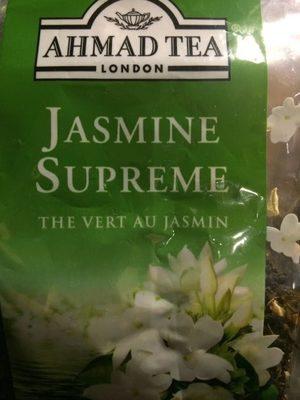 AHMAD TEA
LONDON
JASMINE
SUPREME
THE VERT AU JASMIN